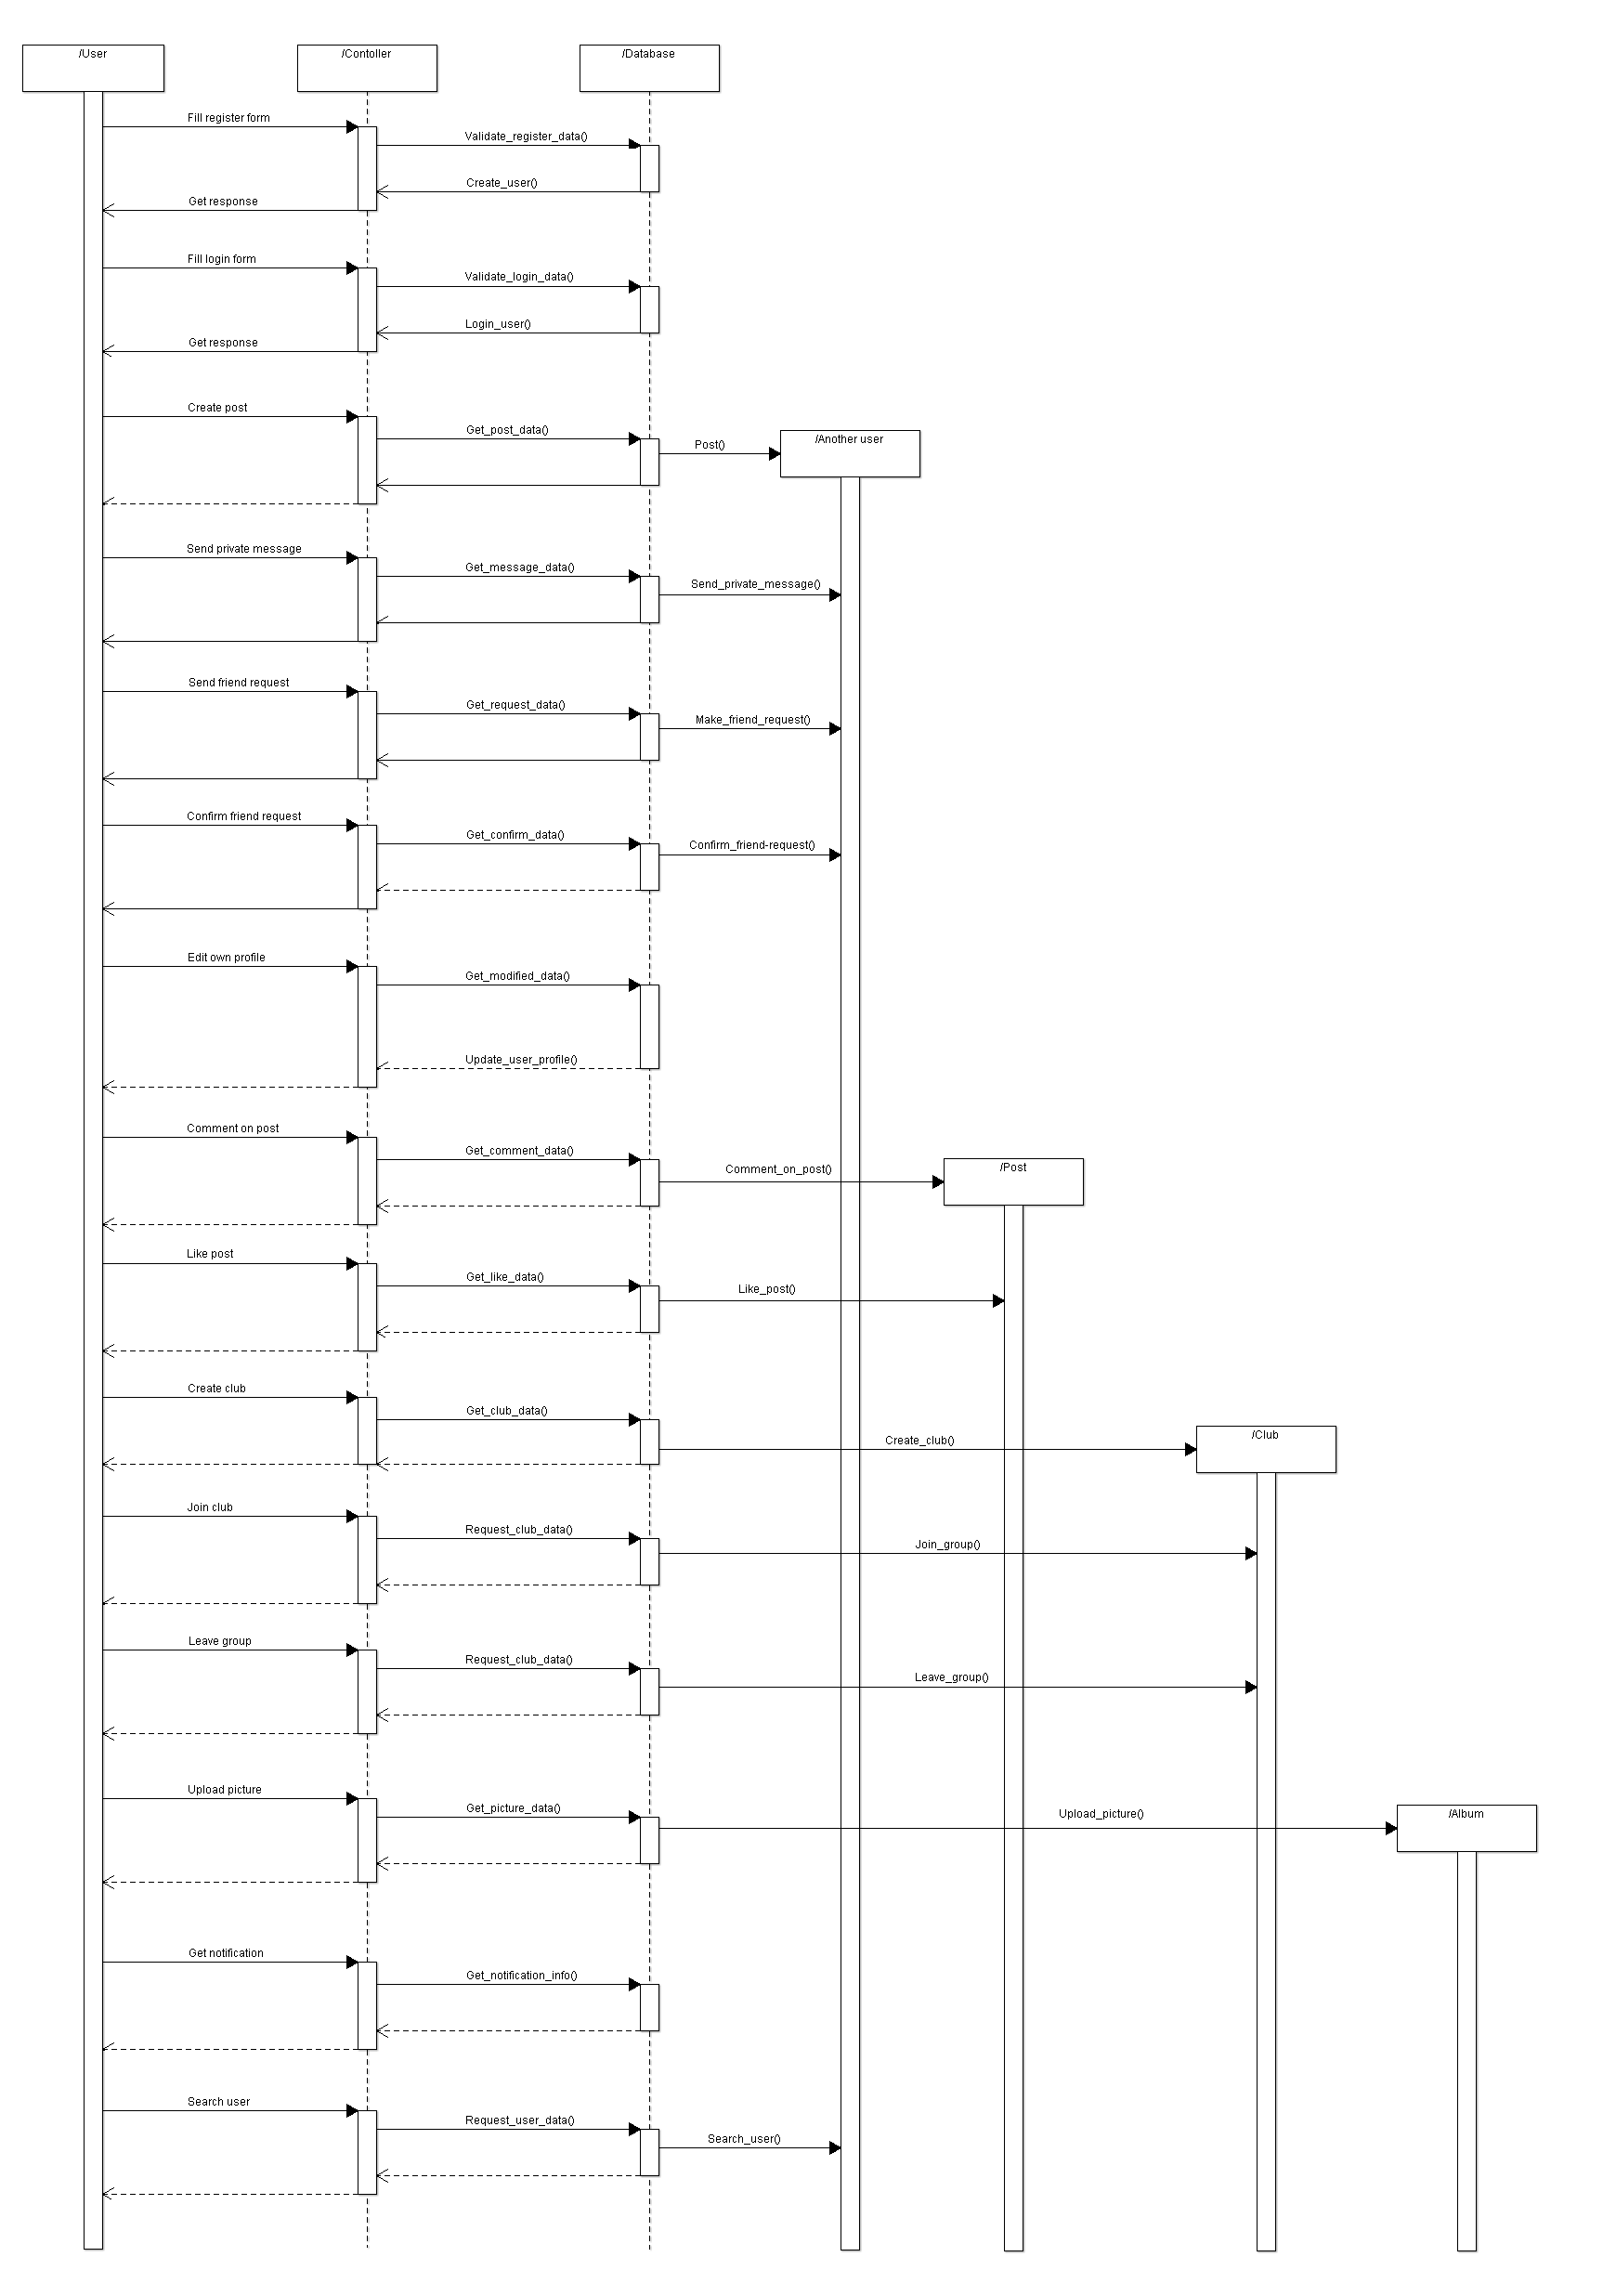 /User
/Contoller
/Database
Fill register form
Validate_register_data()
Create_user()
Get response
Fill login form
Validate_login_data()
Login_user()
Get response
Create post
Get_post_data()
Post()
/Another user
Send private message
Get_message_data()
Send_private_message()
Send friend request
Get_request_data()
Make_friend_request()
Confirm friend request
Get_confirm_data()
Confirm_friend-request()
Edit own profile
Get_modified_data()
Update_user_profile()
Comment on post
Get_comment_data()
Comment_on_post()
/Post
Like post
Get_like_data()
Like_post()
Create club
Get_club_data()
Create_club()
/Club
Join club
Request_club_data()
Join_group()
Leave group
Request_club_data()
Leave_group()
Upload picture
Get_picture_data()
Upload_picture()
/Album
Get notification
Get_notification_info()
Search user
Request_user_data()
Search_user()